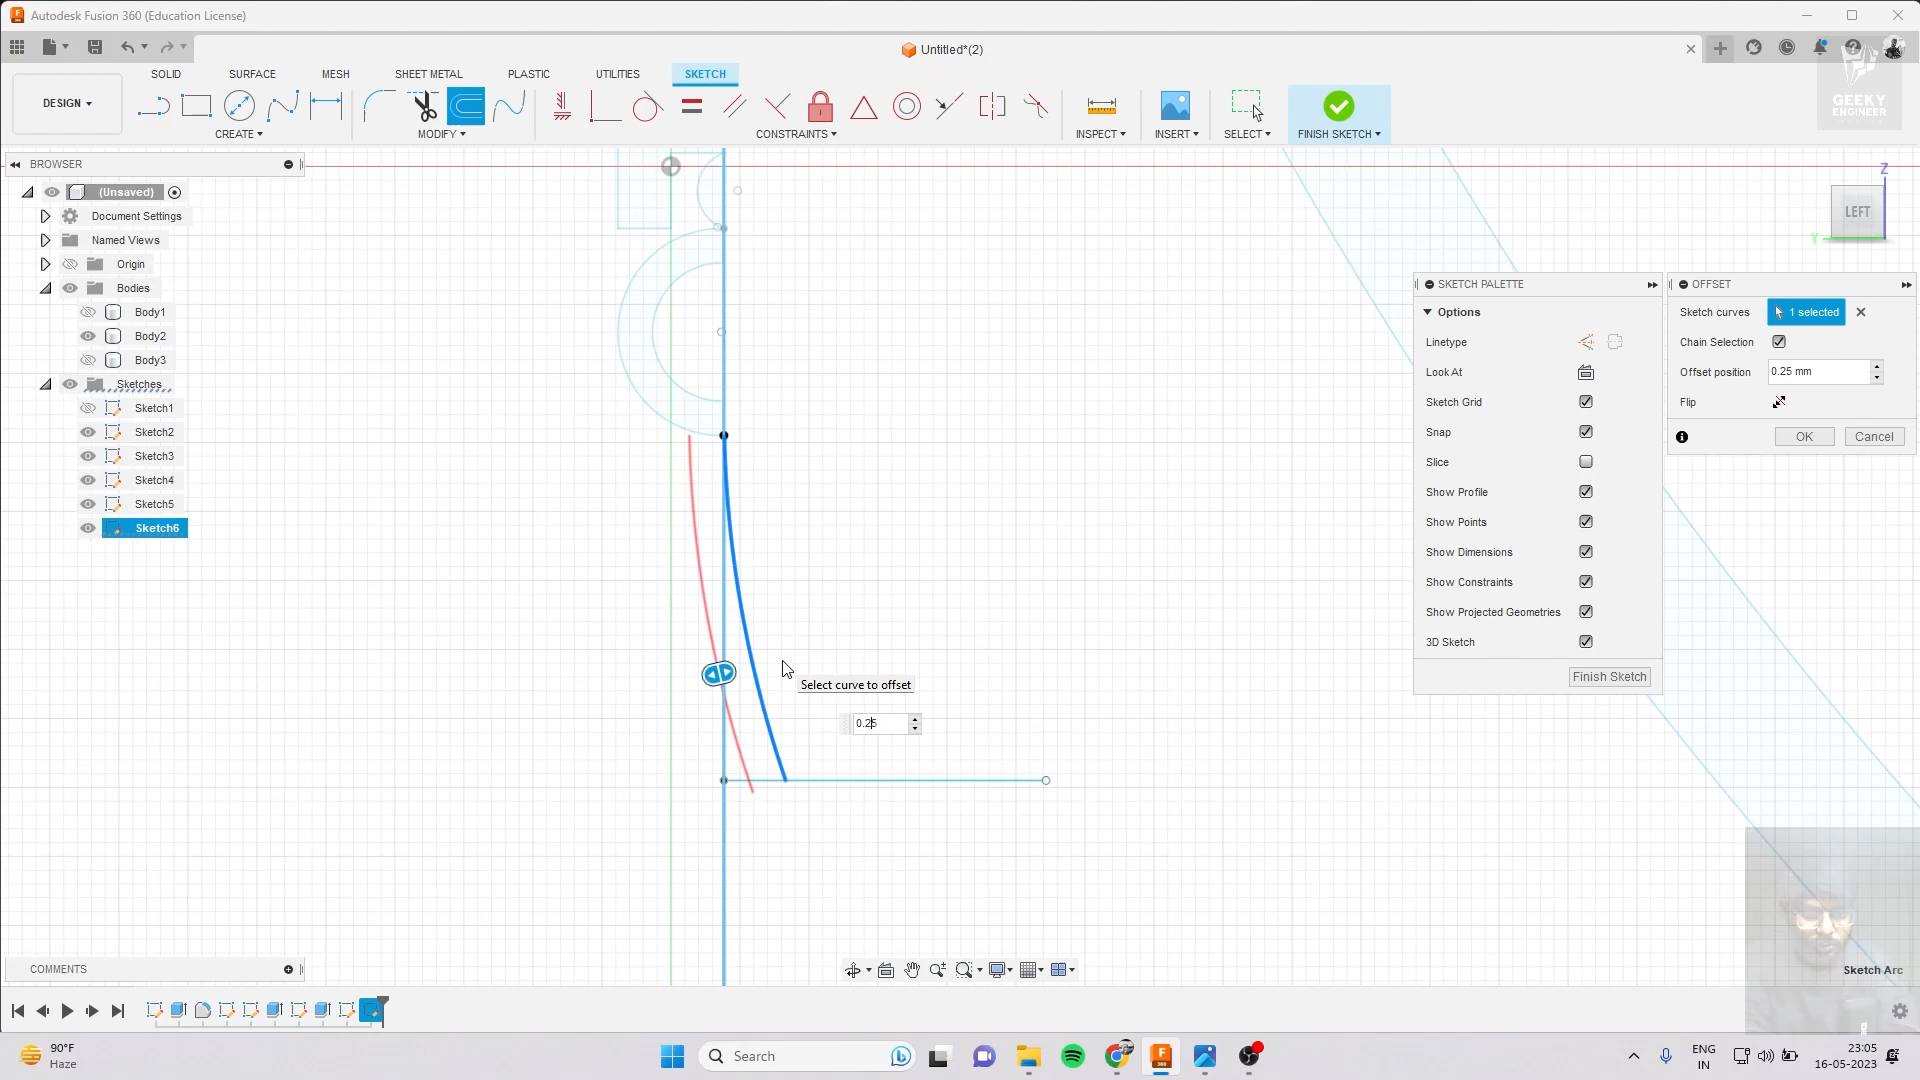 Autodesk Fusion 360 (Education License)
Untitled*(2)
DESIGN
SOLID SURFACE MESH SHEET METAL PLASTIC UTILITIES SKETCH
GEEKY
ENGINEER
CREATE MODIFY CONSTRAINTS INSPECT INSERT SELECT FINISH SKETCH
BROWSER
(Unsaved)
Document Settings
Named Views
Origin
Bodies
Body1
Body2
Body3
Sketches
Sketch1
Sketch2
Sketch3
Sketch4
Sketch5
Sketch6
Z
LEFT
Y
SKETCH PALETTE
Options
Linetype
Look At
Sketch Grid
Snap
Slice
Show Profile
Show Points
Show Dimensions
Show Constraints
Show Projected Geometries
3D Sketch
Finish Sketch
OFFSET
Sketch curves 1 selected
Chain Selection
Offset position 0.25 mm
Flip
OK Cancel
Select curve to offset
0.25
COMMENTS
Sketch Arc
90°F
Haze
Search
ENG
IN
23:05
16-05-2023